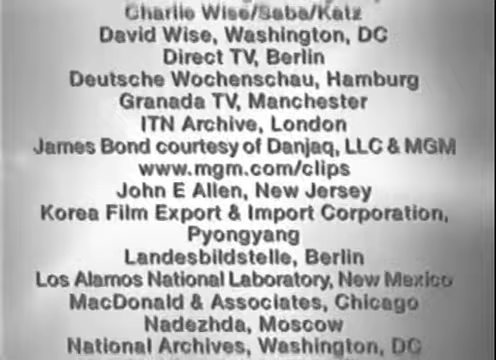 Charlie Wise/Saba/Katz
David Wise, Washington, DC
Direct TV, Berlin
Deutsche Wochenschau, Hamburg
Granada TV, Manchester
ITN Archive, London
James Bond courtesy of Danjaq, LLC & MGM
www.mgm.com/clips
John E Allen, New Jersey
Korea Film Export & Import Corporation,
Pyongyang
Landesbildstelle, Berlin
Los Alamos National Laboratory, New Mexico
MacDonald & Associates, Chicago
Nadezhda, Moscow
National Archives, Washington, DC